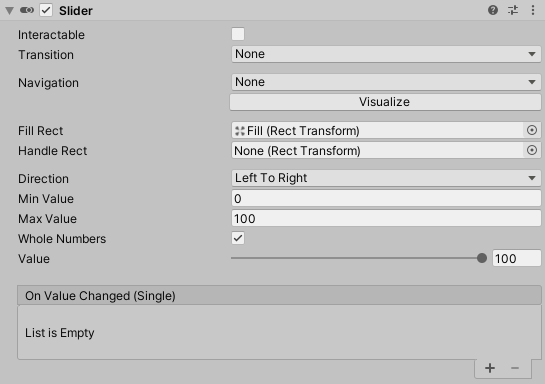 Slider
Interactable
Transition None
Navigation None
Visualize
Fill Rect Fill (Rect Transform)
Handle Rect None (Rect Transform)
Direction Left To Right
Min Value 0
Max Value 100
Whole Numbers
Value 100
On Value Changed (Single)
List is Empty